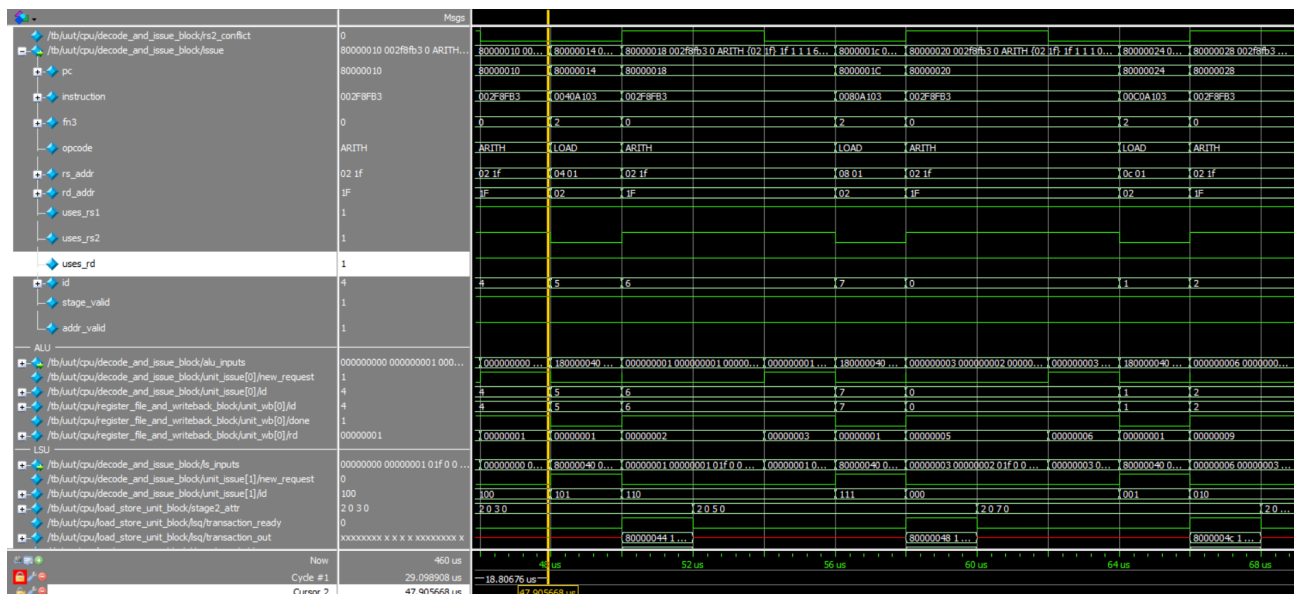 Msgs
/tb/uut/cpu/decode_and_issue_block/rs2_conflict 0
/tb/uut/cpu/decode_and_issue_block/issue 80000010 002f8fb3 0 ARITH... 80000010 00... 80000014 0... 80000018 002f8fb3 0 ARITH {02 1f} 1f 1 1 1 6... 8000001c 0... 80000020 002f8fb3 0 ARITH {02 1f} 1f 1 1 1 0... 80000024 0... 80000028 002f8fb3 ...
pc 80000010 80000010 80000014 80000018 8000001C 80000020 80000024 80000028
instruction 002F8FB3 002F8FB3 0040A103 002F8FB3 0080A103 002F8FB3 00C0A103 002F8FB3
fn3 0 0 2 0 2 0 2 0
opcode ARITH ARITH LOAD ARITH LOAD ARITH LOAD ARITH
rs_addr 02 1f 02 1f 04 01 02 1f 08 01 02 1f 0c 01 02 1f
rd_addr 1F 1F 02 1F 02 1F 02 1F
uses_rs1 1
uses_rs2 1
uses_rd 1
id 4 4 5 6 7 0 1 2
stage_valid 1
addr_valid 1
ALU
/tb/uut/cpu/decode_and_issue_block/alu_inputs 000000000 000000001 000... 000000000 ... 180000040 ... 000000001 000000001 0000... 000000001 ... 180000040 ... 000000003 000000002 00000... 000000003 ... 180000040 ... 000000006 0000000...
/tb/uut/cpu/decode_and_issue_block/unit_issue[0]/new_request 1
/tb/uut/cpu/decode_and_issue_block/unit_issue[0]/id 4 4 5 6 7 0 1 2
/tb/uut/cpu/register_file_and_writeback_block/unit_wb[0]/id 4 4 5 6 7 0 1 2
/tb/uut/cpu/register_file_and_writeback_block/unit_wb[0]/done 1
/tb/uut/cpu/register_file_and_writeback_block/unit_wb[0]/rd 00000001 00000001 00000001 00000002 00000003 00000001 00000005 00000006 00000001 00000009
LSU
/tb/uut/cpu/decode_and_issue_block/ls_inputs 00000000 00000001 01f 0 0 ... 00000000 0... 80000040 0... 00000001 00000001 01f 0 0 ... 00000001 0... 80000040 0... 00000003 00000002 01f 0 0 ... 00000003 0... 80000040 0... 00000006 00000003 ...
/tb/uut/cpu/decode_and_issue_block/unit_issue[1]/new_request 0
/tb/uut/cpu/decode_and_issue_block/unit_issue[1]/id 100 100 101 110 111 000 001 010
/tb/uut/cpu/load_store_unit_block/stage2_attr 2 0 3 0 2 0 3 0 2 0 5 0 2 0 7 0 2 0 ...
/tb/uut/cpu/load_store_unit_block/lsq/transaction_ready 0
/tb/uut/cpu/load_store_unit_block/lsq/transaction_out xxxxxxxx x x x x xxxxxxxx x 80000044 1 ... 80000048 1 ... 8000004c 1 ...
Now 460 us 52 us 56 us 60 us 64 us 68 us
Cycle #1 29.098908 us 18.80676 us
Cursor 2 47.905668 us 47.905668 us